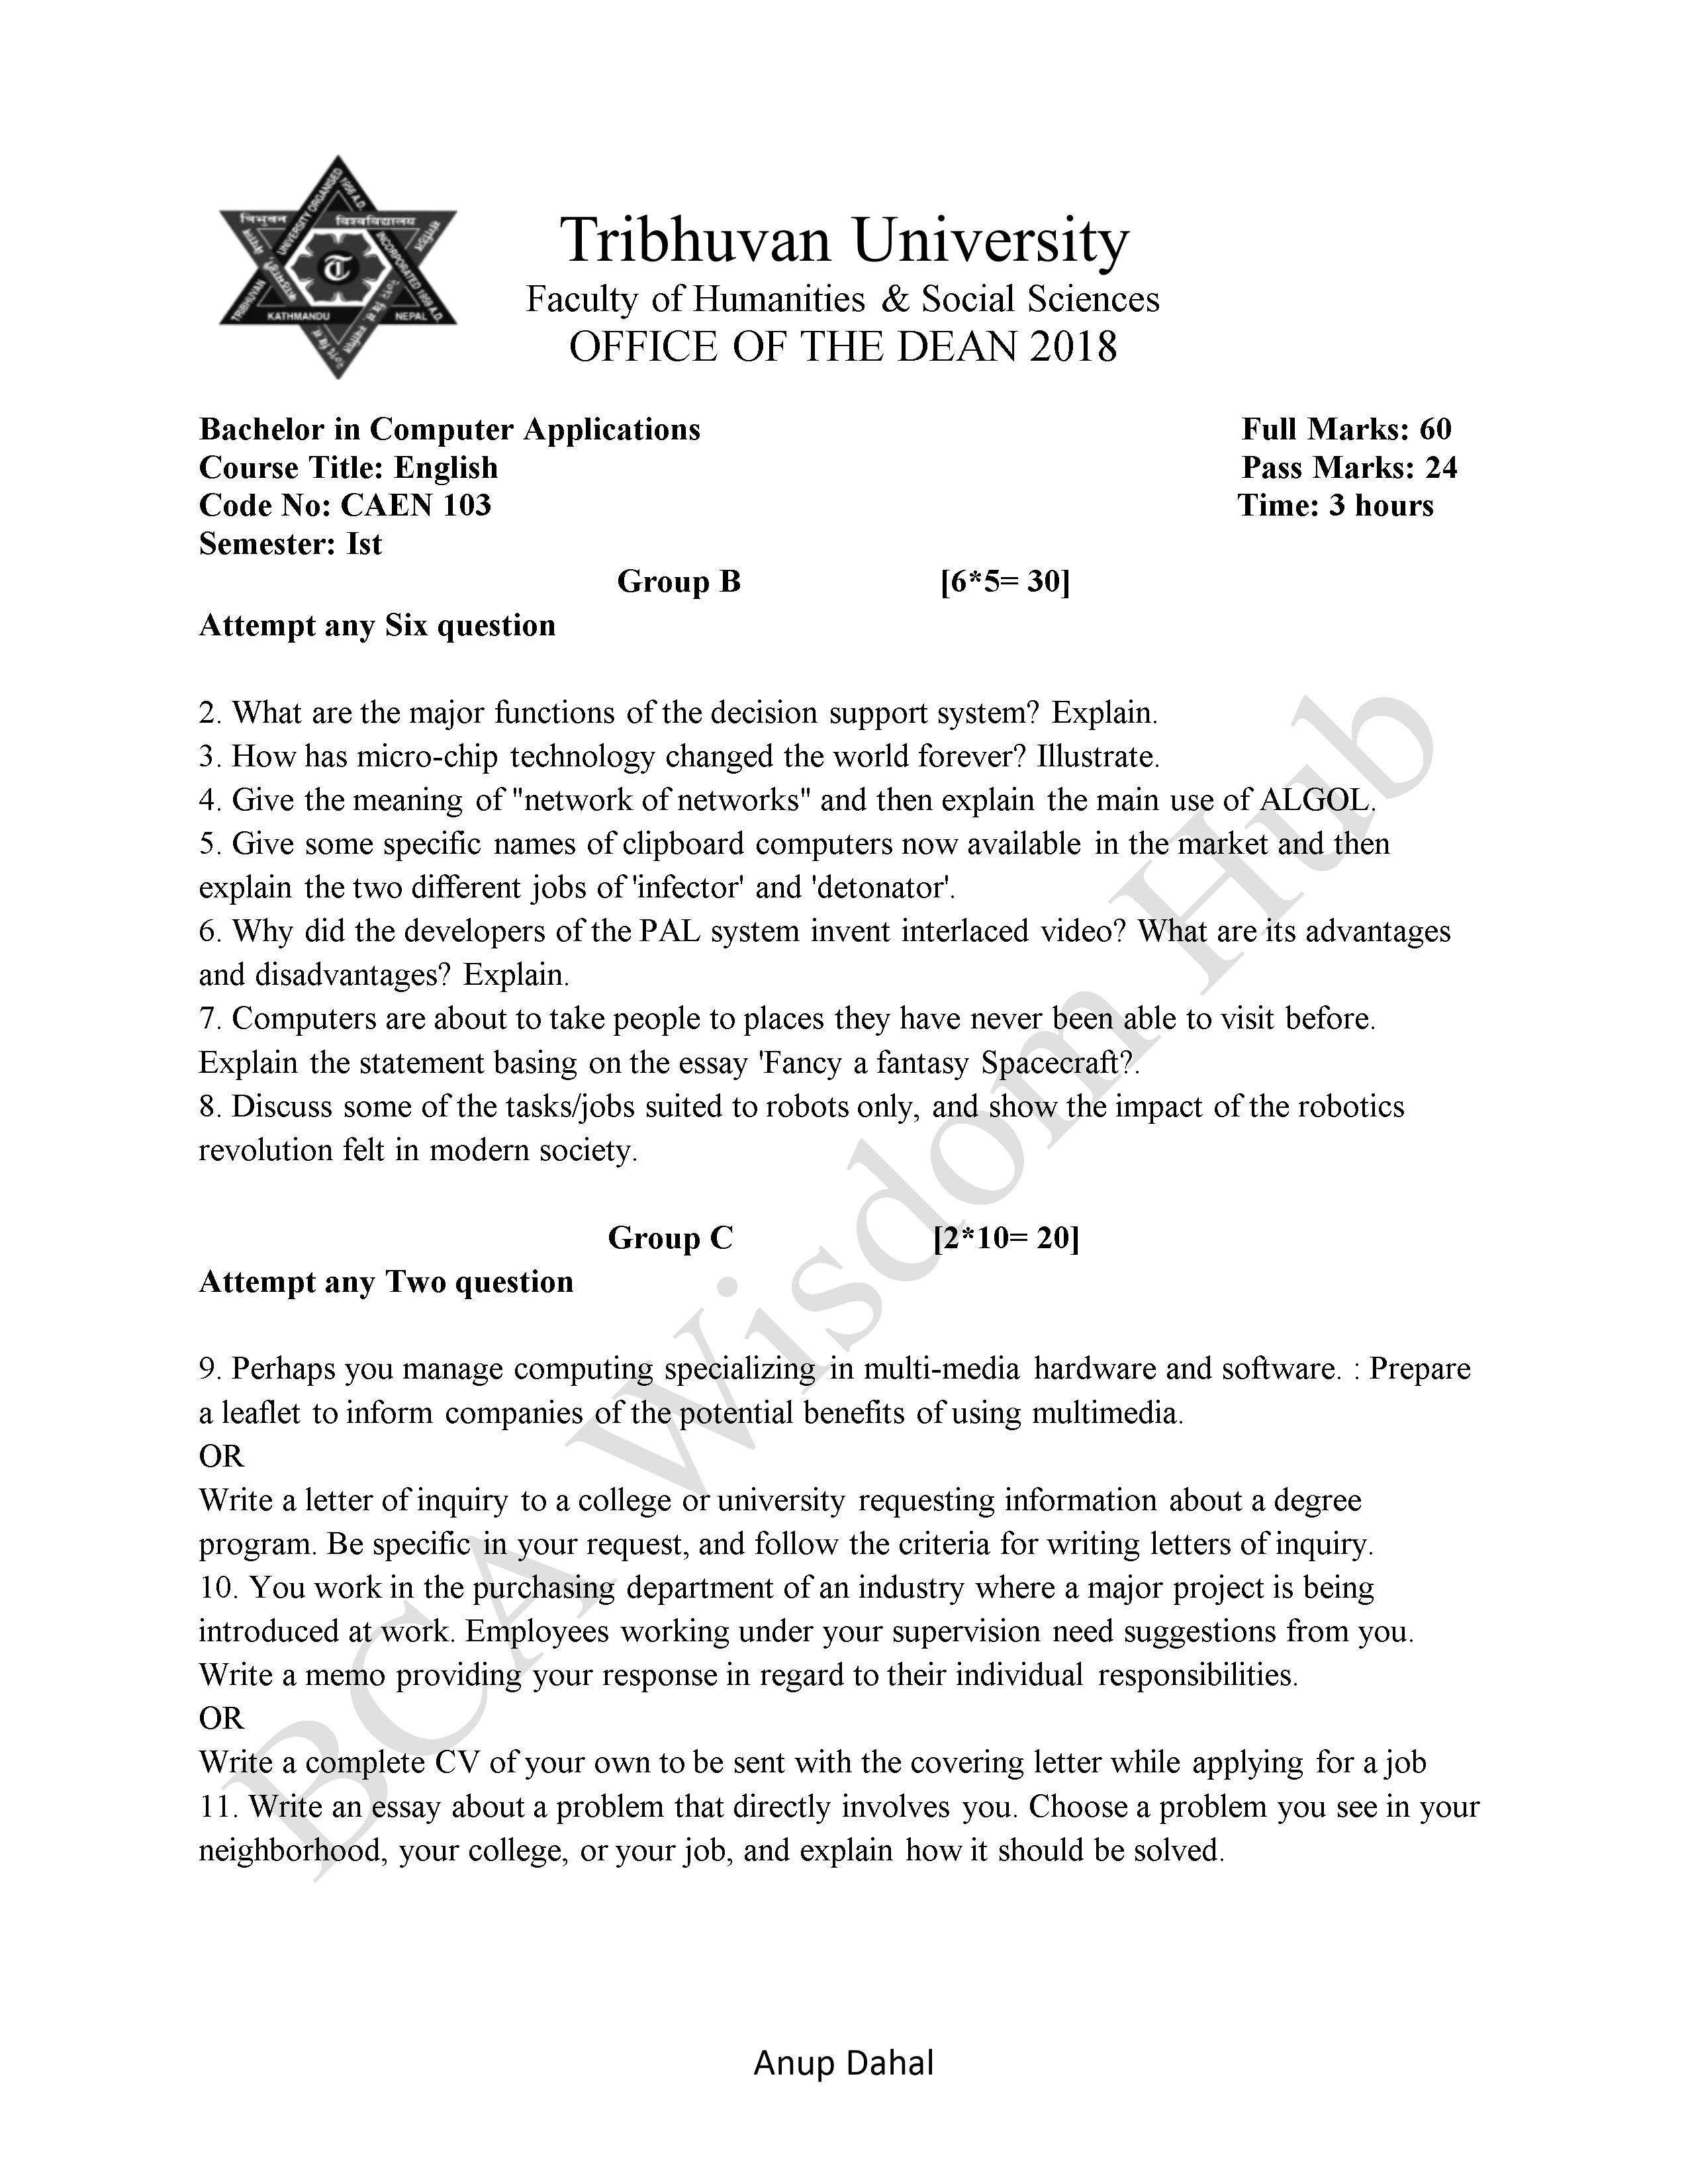 त्रिभुवन विश्वविद्यालय
UNIVERSITY ORGANISED 1956 A.D.
INCORPORATED 1959 A.D.
TRIBHUVAN
KATHMANDU
NEPAL
T
Tribhuvan University
Faculty of Humanities & Social Sciences
OFFICE OF THE DEAN 2018
Bachelor in Computer Applications Full Marks: 60
Course Title: English Pass Marks: 24
Code No: CAEN 103 Time: 3 hours
Semester: Ist
Group B [6*5= 30]
Attempt any Six question
2. What are the major functions of the decision support system? Explain.
3. How has micro-chip technology changed the world forever? Illustrate.
4. Give the meaning of "network of networks" and then explain the main use of ALGOL.
5. Give some specific names of clipboard computers now available in the market and then
explain the two different jobs of 'infector' and 'detonator'.
6. Why did the developers of the PAL system invent interlaced video? What are its advantages
and disadvantages? Explain.
7. Computers are about to take people to places they have never been able to visit before.
Explain the statement basing on the essay 'Fancy a fantasy Spacecraft?.
8. Discuss some of the tasks/jobs suited to robots only, and show the impact of the robotics
revolution felt in modern society.
Group C [2*10= 20]
Attempt any Two question
9. Perhaps you manage computing specializing in multi-media hardware and software. : Prepare
a leaflet to inform companies of the potential benefits of using multimedia.
OR
Write a letter of inquiry to a college or university requesting information about a degree
program. Be specific in your request, and follow the criteria for writing letters of inquiry.
10. You work in the purchasing department of an industry where a major project is being
introduced at work. Employees working under your supervision need suggestions from you.
Write a memo providing your response in regard to their individual responsibilities.
OR
Write a complete CV of your own to be sent with the covering letter while applying for a job
11. Write an essay about a problem that directly involves you. Choose a problem you see in your
neighborhood, your college, or your job, and explain how it should be solved.
BCA Wisdom Hub
Anup Dahal